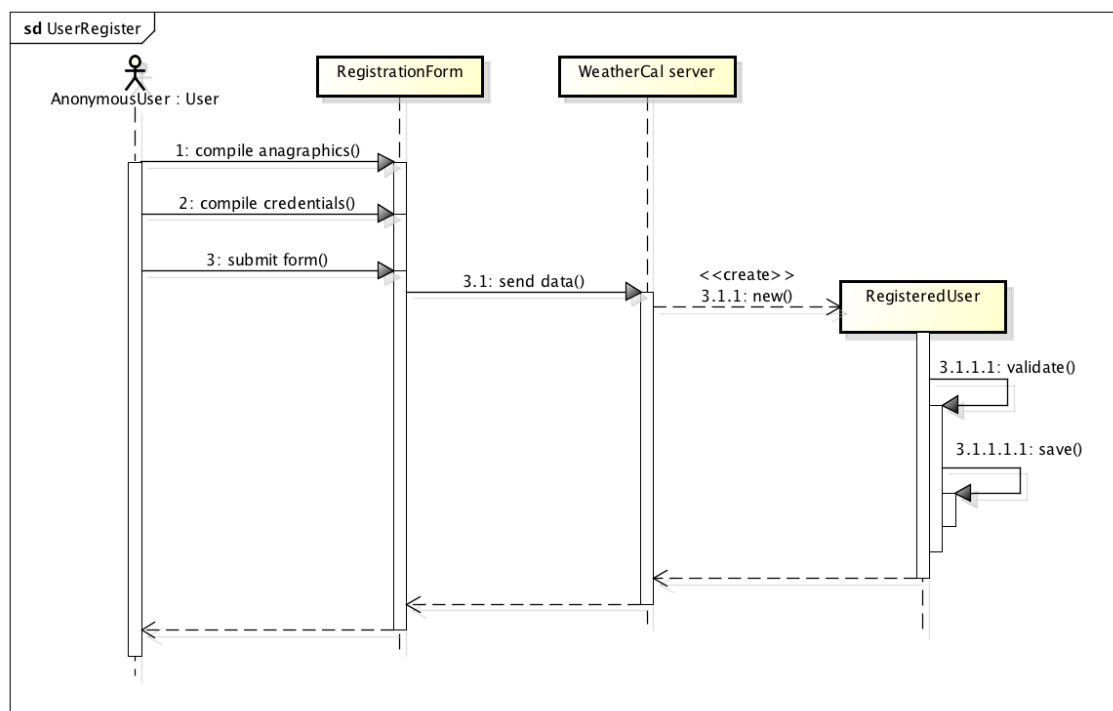 sd UserRegister
RegistrationForm
WeatherCal server
AnonymousUser : User
1: compile anagraphics()
2: compile credentials()
3: submit form()
3.1: send data()
<<create>>
3.1.1: new()
RegisteredUser
3.1.1.1: validate()
3.1.1.1.1: save()